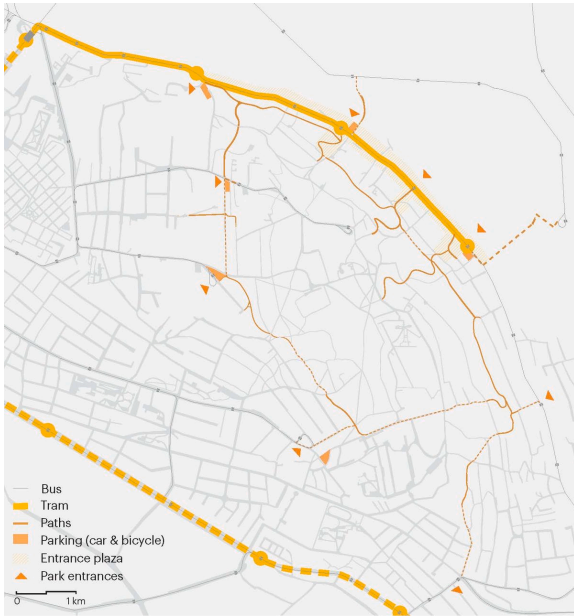 Bus
Tram
Paths
Parking (car & bicycle)
Entrance plaza
Park entrances
0 1 km